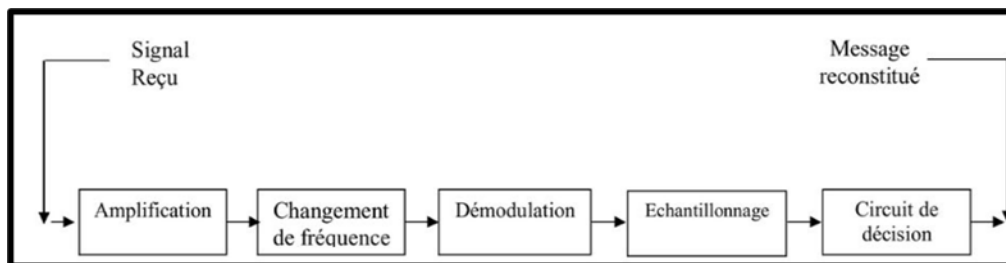 Signal
Reçu
Message
reconstitué
Amplification
Changement
de fréquence
Démodulation
Echantillonnage
Circuit de
décision